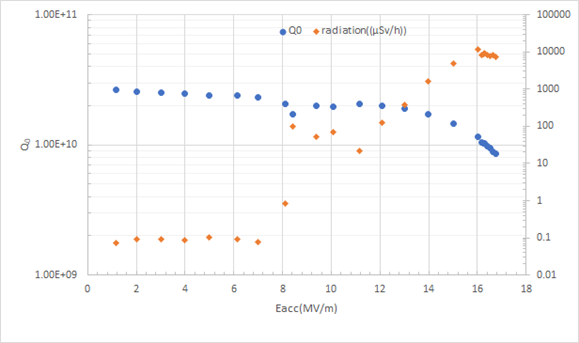 1.00E+11
100000
Q0
radiation((μSv/h))
10000
1000
1.00E+10
100
Q₀
10
1
0.1
1.00E+09
0.01
0 2 4 6 8 10 12 14 16 18
Eacc(MV/m)